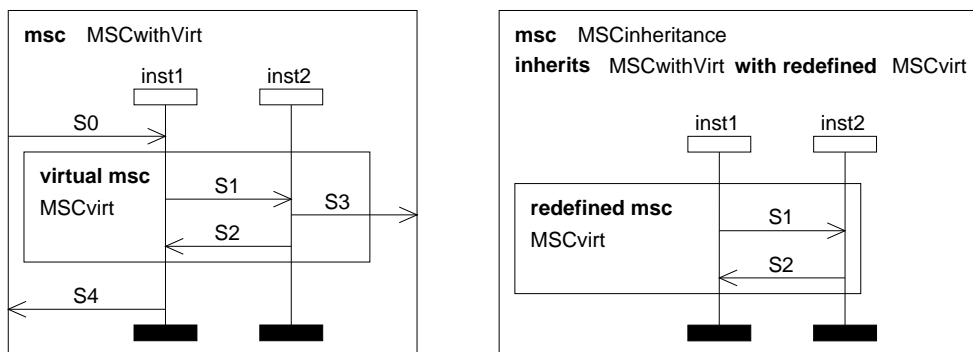 msc MSCwithVirt
inst1 inst2
S0
virtual msc
MSCvirt
S1
S3
S2
S4
msc MSCinheritance
inherits MSCwithVirt with redefined MSCvirt
inst1 inst2
redefined msc
MSCvirt
S1
S2